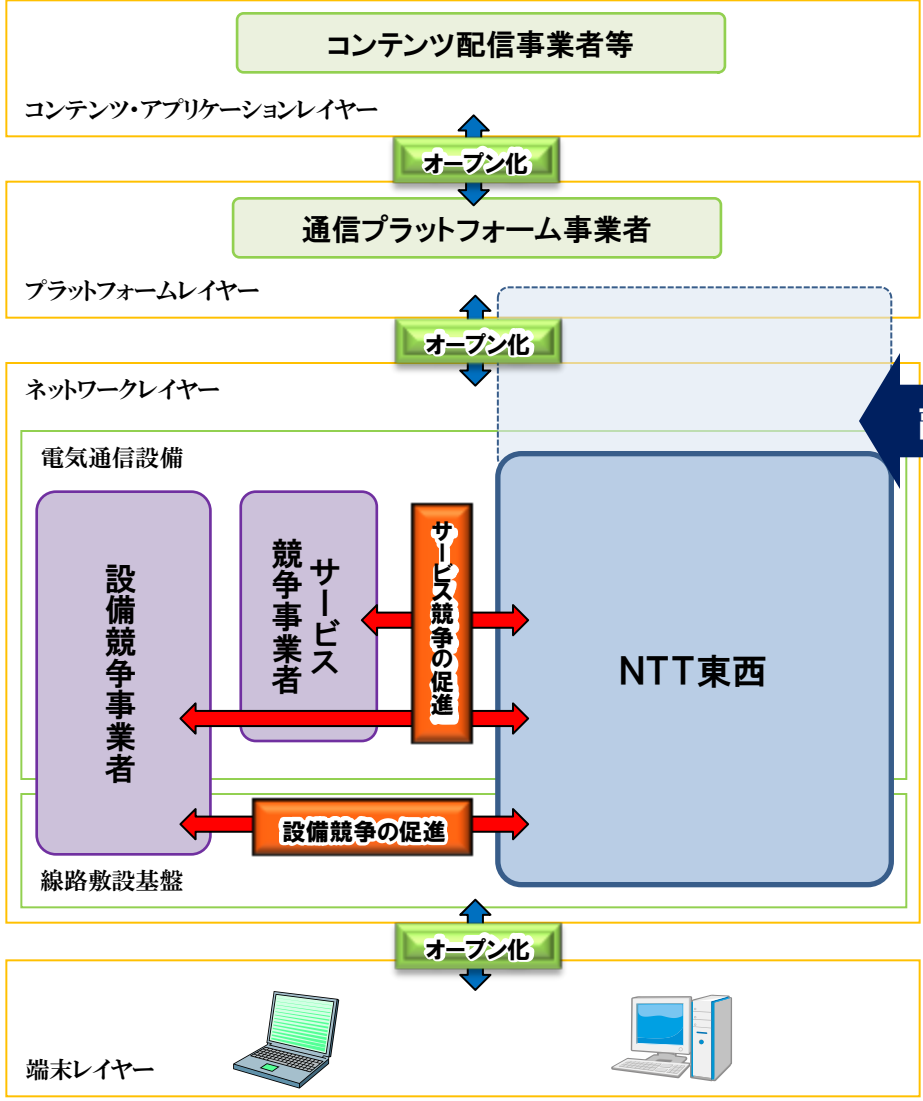 コンテンツ配信事業者等
コンテンツ・アプリケーションレイヤー
オープン化
通信プラットフォーム事業者
プラットフォームレイヤー
オープン化
ネットワークレイヤー
電気通信設備
設備競争事業者
サービス
競争事業者
サービス競争の促進
NTT東西
設備競争の促進
線路敷設基盤
オープン化
端末レイヤー